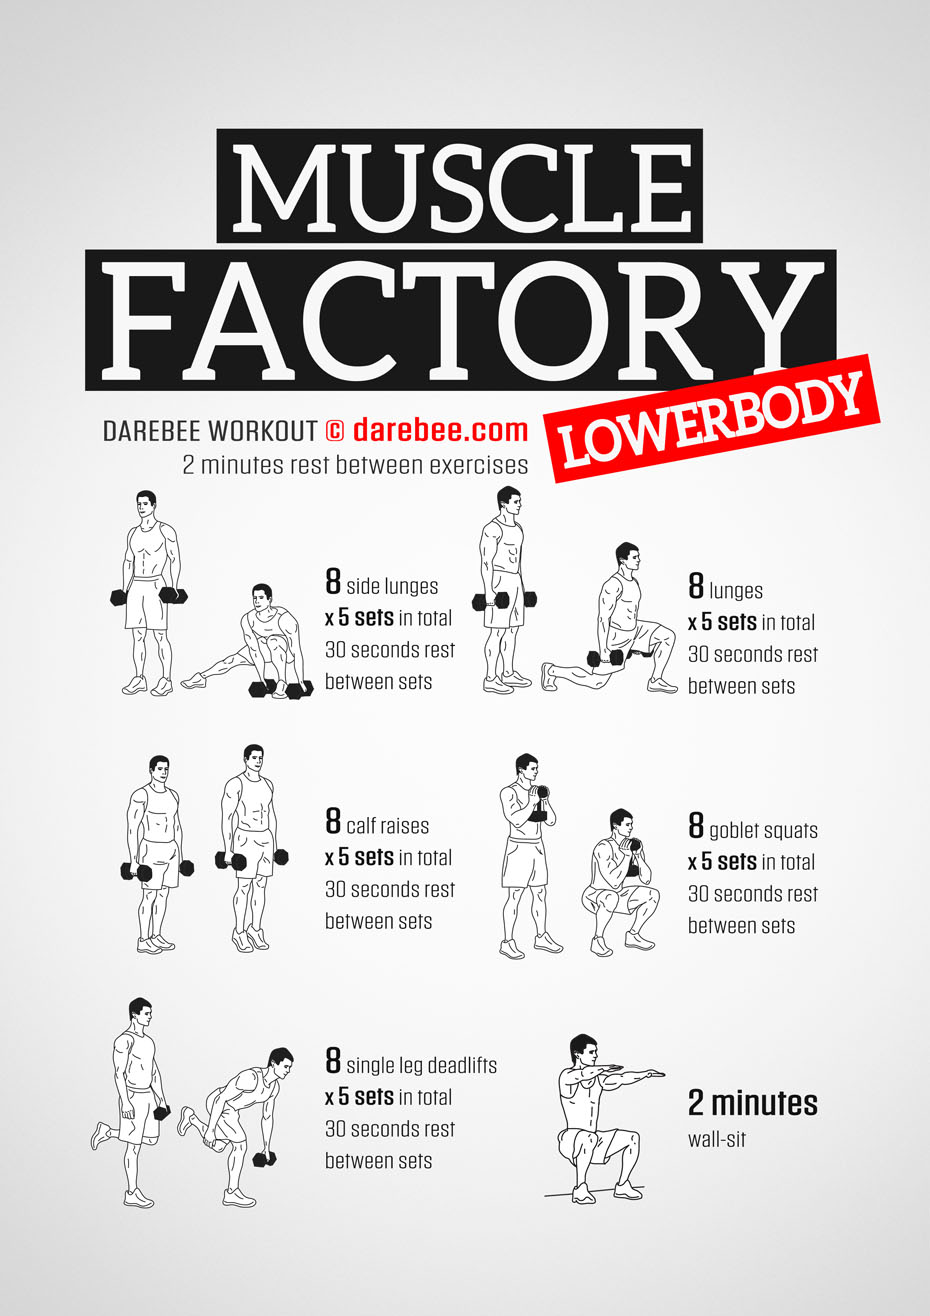 MUSCLE
FACTORY
LOWERBODY
DAREBEE WORKOUT © darebee.com
2 minutes rest between exercises
8 side lunges
x 5 sets in total
30 seconds rest
between sets
8 lunges
x 5 sets in total
30 seconds rest
between sets
8 calf raises
x 5 sets in total
30 seconds rest
between sets
8 goblet squats
x 5 sets in total
30 seconds rest
between sets
8 single leg deadlifts
x 5 sets in total
30 seconds rest
between sets
2 minutes
wall-sit